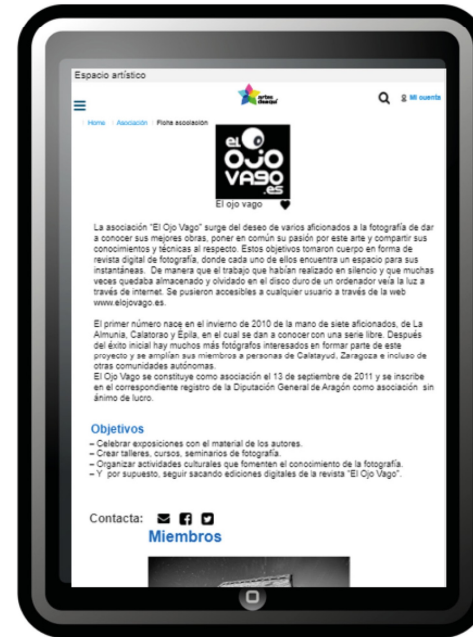 Espacio artístico
artes
desaquí
Mi cuenta
Home Asociación Ficha asociación
eL
OJO
VAGO
.es
El ojo vago
La asociación "El Ojo Vago" surge del deseo de varios aficionados a la fotografía de dar
a conocer sus mejores obras, poner en común su pasión por este arte y compartir sus
conocimientos y técnicas al respecto. Estos objetivos tomaron cuerpo en forma de
revista digital de fotografía, donde cada uno de ellos encuentra un espacio para sus
instantáneas. De manera que el trabajo que habían realizado en silencio y que muchas
veces quedaba almacenado y olvidado en el disco duro de un ordenador veía la luz a
través de internet. Se pusieron accesibles a cualquier usuario a través de la web
www.elojovago.es.
El primer número nace en el invierno de 2010 de la mano de siete aficionados, de La
Almunia, Calatorao y Épila, en el cual se dan a conocer con una serie libre. Después
del éxito inicial hay muchos más fotógrafos interesados en formar parte de este
proyecto y se amplían sus miembros a personas de Calatayud, Zaragoza e incluso de
otras comunidades autónomas.
El Ojo Vago se constituye como asociación el 13 de septiembre de 2011 y se inscribe
en el correspondiente registro de la Diputación General de Aragón como asociación sin
ánimo de lucro.
Objetivos
– Celebrar exposiciones con el material de los autores.
– Crear talleres, cursos, seminarios de fotografía.
– Organizar actividades culturales que fomenten el conocimiento de la fotografía.
– Y por supuesto, seguir sacando ediciones digitales de la revista "El Ojo Vago".
Contacta:
Miembros